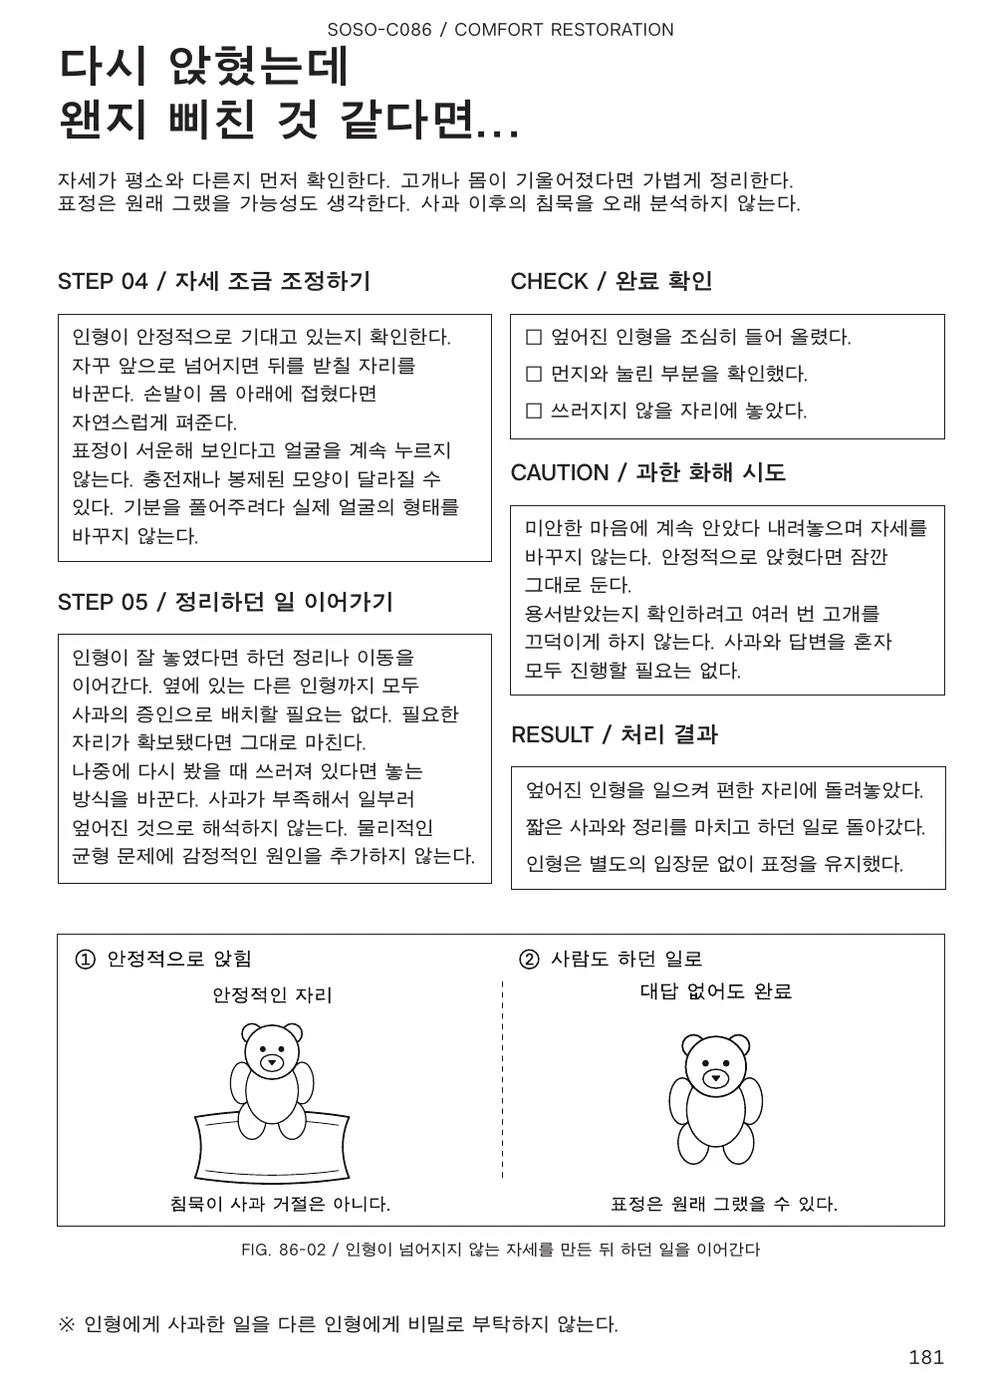 SOSO-C086 / COMFORT RESTORATION
다시 앉혔는데
왠지 삐친 것 같다면...
자세가 평소와 다른지 먼저 확인한다. 고개나 몸이 기울어졌다면 가볍게 정리한다.
표정은 원래 그랬을 가능성도 생각한다. 사과 이후의 침묵을 오래 분석하지 않는다.
STEP 04 / 자세 조금 조정하기
인형이 안정적으로 기대고 있는지 확인한다.
자꾸 앞으로 넘어지면 뒤를 받칠 자리를
바꾼다. 손발이 몸 아래에 접혔다면
자연스럽게 펴준다.
표정이 서운해 보인다고 얼굴을 계속 누르지
않는다. 충전재나 봉제된 모양이 달라질 수
있다. 기분을 풀어주려다 실제 얼굴의 형태를
바꾸지 않는다.
STEP 05 / 정리하던 일 이어가기
인형이 잘 놓였다면 하던 정리나 이동을
이어간다. 옆에 있는 다른 인형까지 모두
사과의 증인으로 배치할 필요는 없다. 필요한
자리가 확보됐다면 그대로 마친다.
나중에 다시 봤을 때 쓰러져 있다면 놓는
방식을 바꾼다. 사과가 부족해서 일부러
엎어진 것으로 해석하지 않는다. 물리적인
균형 문제에 감정적인 원인을 추가하지 않는다.
CHECK / 완료 확인
□ 엎어진 인형을 조심히 들어 올렸다.
□ 먼지와 눌린 부분을 확인했다.
□ 쓰러지지 않을 자리에 놓았다.
CAUTION / 과한 화해 시도
미안한 마음에 계속 안았다 내려놓으며 자세를
바꾸지 않는다. 안정적으로 앉혔다면 잠깐
그대로 둔다.
용서받았는지 확인하려고 여러 번 고개를
끄덕이게 하지 않는다. 사과와 답변을 혼자
모두 진행할 필요는 없다.
RESULT / 처리 결과
엎어진 인형을 일으켜 편한 자리에 돌려놓았다.
짧은 사과와 정리를 마치고 하던 일로 돌아갔다.
인형은 별도의 입장문 없이 표정을 유지했다.
① 안정적으로 앉힘
안정적인 자리
침묵이 사과 거절은 아니다.
② 사람도 하던 일로
대답 없어도 완료
표정은 원래 그랬을 수 있다.
FIG. 86-02 / 인형이 넘어지지 않는 자세를 만든 뒤 하던 일을 이어간다
※ 인형에게 사과한 일을 다른 인형에게 비밀로 부탁하지 않는다.
181